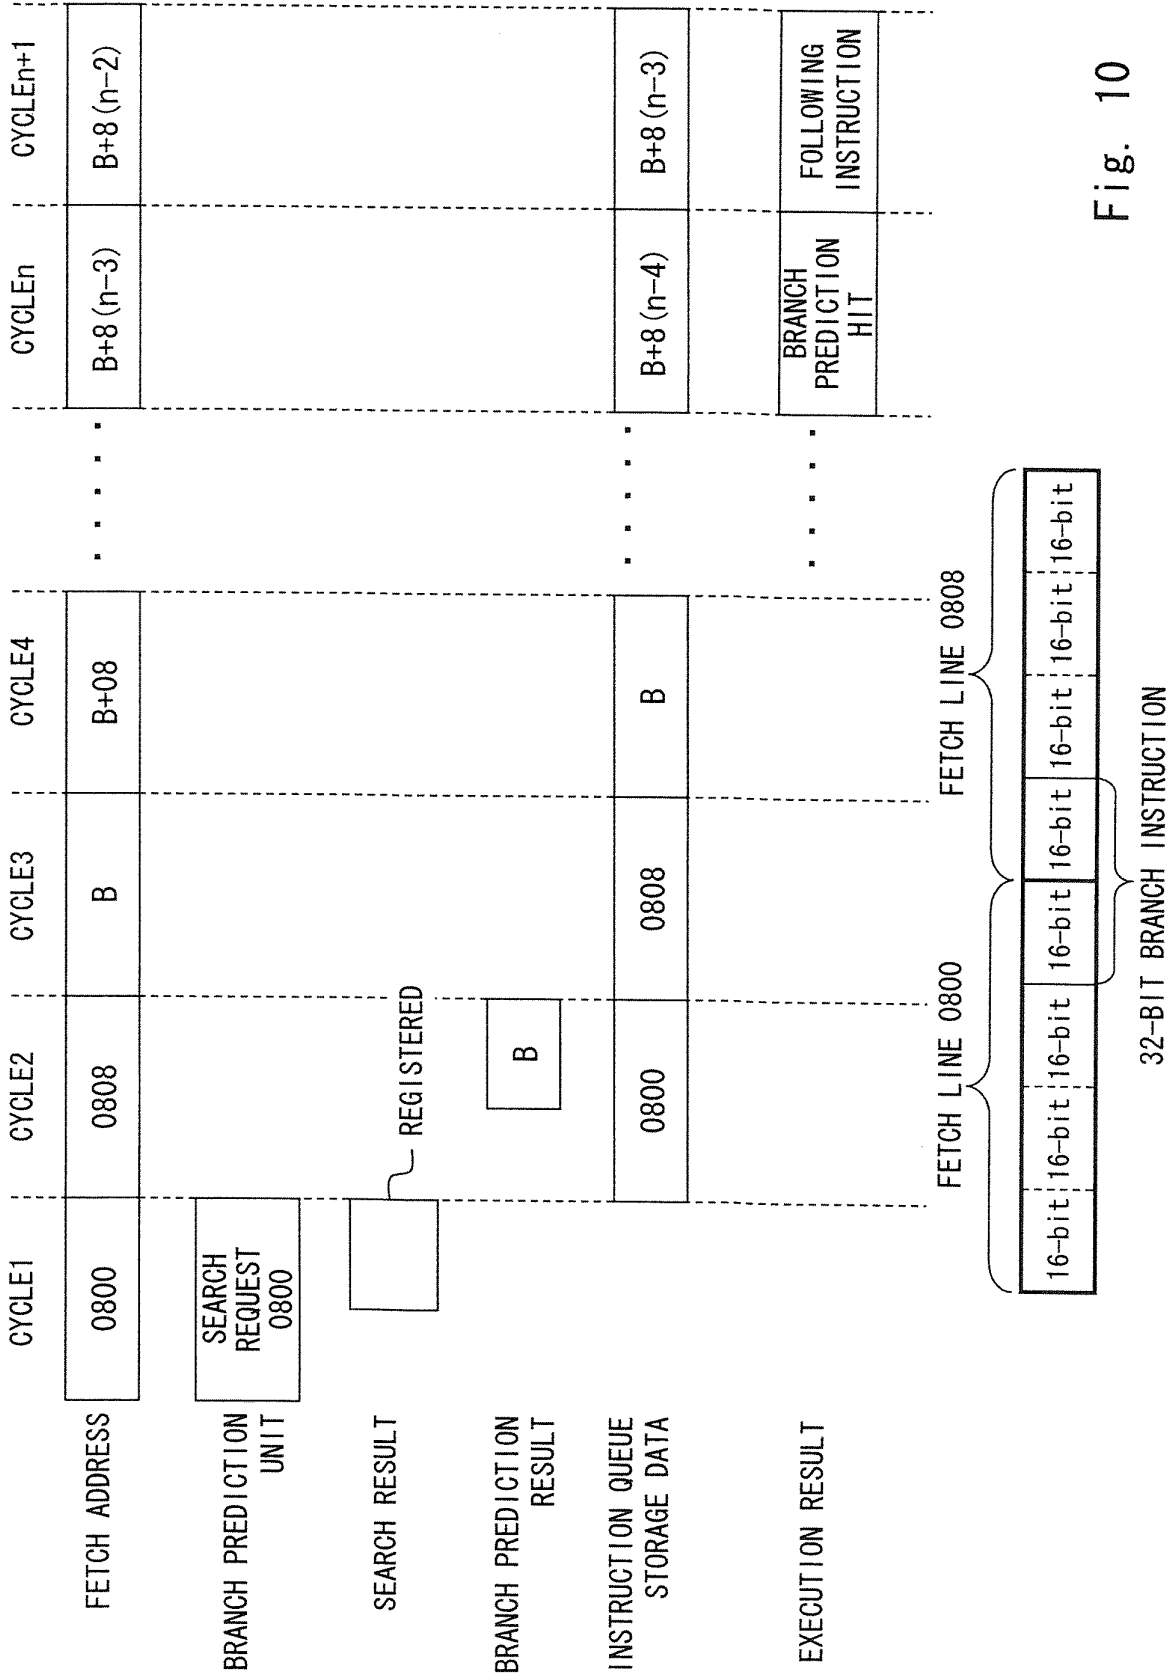 CYCLE1
CYCLE2
CYCLE3
CYCLE4
CYCLEn
CYCLEn+1
FETCH ADDRESS
0800
0808
B
B+08
B+8(n-3)
B+8(n-2)
BRANCH PREDICTION
UNIT
SEARCH
REQUEST
0800
SEARCH RESULT
REGISTERED
BRANCH PREDICTION
RESULT
B
INSTRUCTION QUEUE
STORAGE DATA
0800
0808
B
B+8(n-4)
B+8(n-3)
EXECUTION RESULT
BRANCH
PREDICTION
HIT
FOLLOWING
INSTRUCTION
FETCH LINE 0800
FETCH LINE 0808
16-bit
16-bit
16-bit
16-bit
16-bit
16-bit
16-bit
16-bit
32-BIT BRANCH INSTRUCTION
Fig. 10